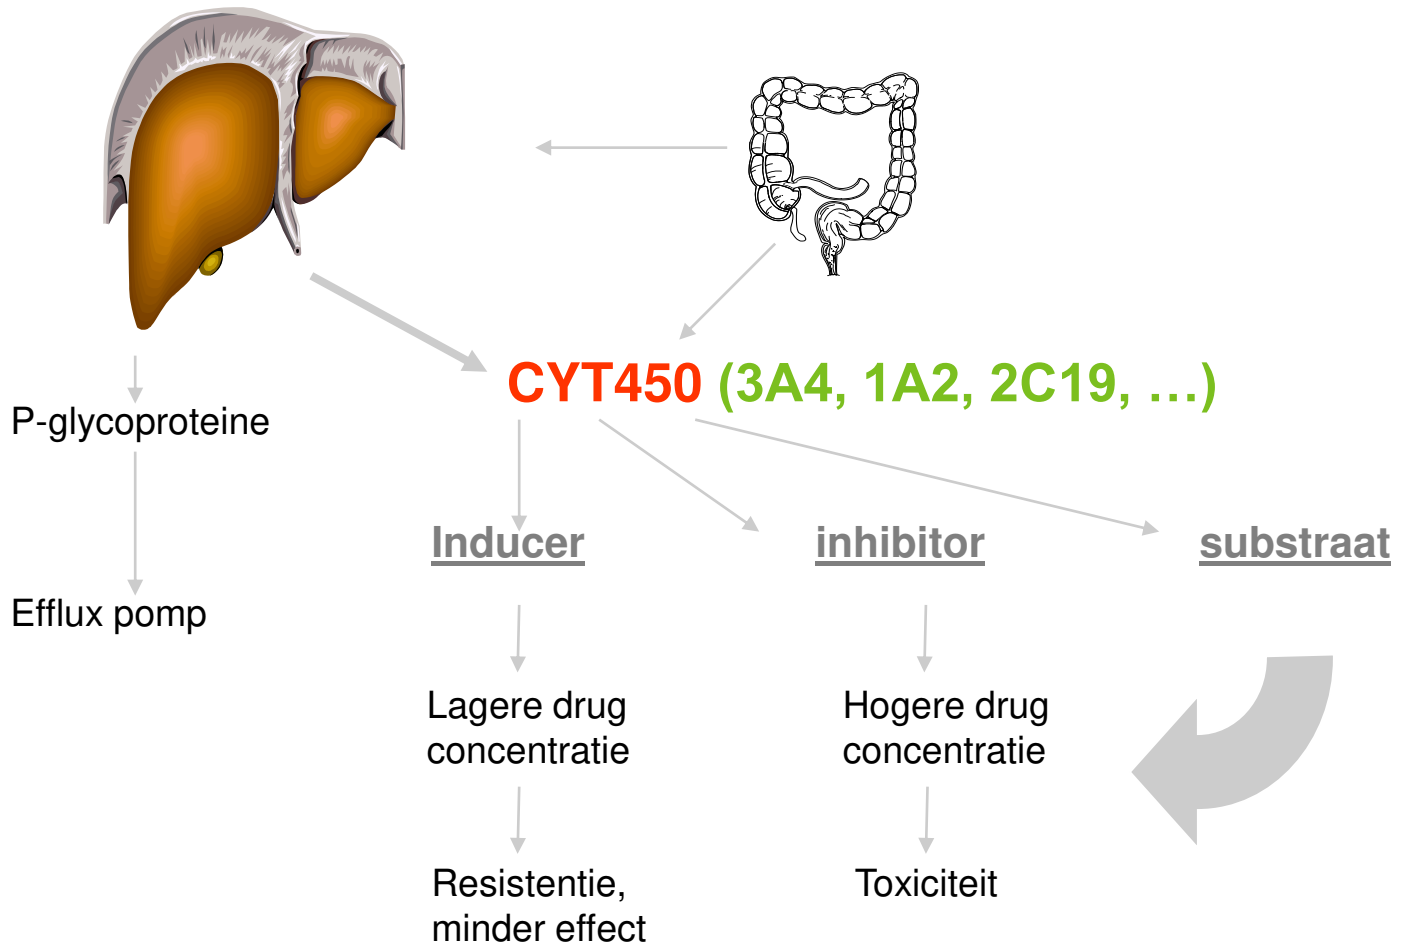 CYT450 (3A4, 1A2, 2C19, …)
P-glycoproteine
Efflux pomp
Inducer
inhibitor
substraat
Lagere drug
concentratie
Hogere drug
concentratie
Resistentie,
minder effect
Toxiciteit